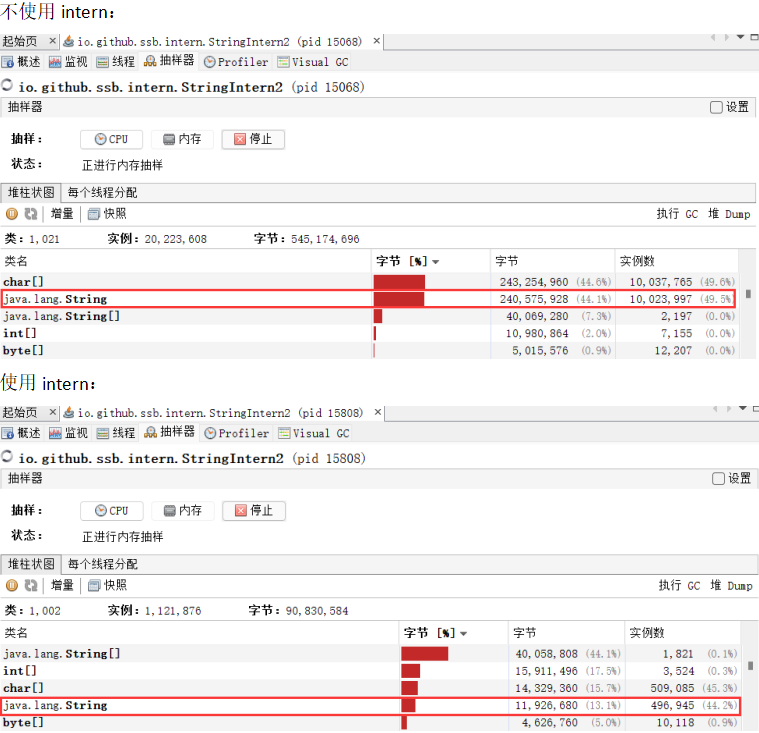 不使用 intern：
起始页 × io.github.ssb.intern.StringIntern2 (pid 15068) ×
概述 监视 线程 抽样器 Profiler Visual GC
io.github.ssb.intern.StringIntern2 (pid 15068)
抽样器 设置
抽样： CPU 内存 停止
状态： 正进行内存抽样
堆柱状图 每个线程分配
增量 快照 执行 GC 堆 Dump
类：1,021 实例：20,223,608 字节：545,174,696
类名 字节 [%] 字节 实例数
char[] 243,254,960 (44.6%) 10,037,765 (49.6%)
java.lang.String 240,575,928 (44.1%) 10,023,997 (49.5%)
java.lang.String[] 40,069,280 (7.3%) 2,197 (0.0%)
int[] 10,980,864 (2.0%) 7,155 (0.0%)
byte[] 5,015,576 (0.9%) 12,207 (0.0%)
使用 intern：
起始页 × io.github.ssb.intern.StringIntern2 (pid 15808) ×
概述 监视 线程 抽样器 Profiler Visual GC
io.github.ssb.intern.StringIntern2 (pid 15808)
抽样器 设置
抽样： CPU 内存 停止
状态： 正进行内存抽样
堆柱状图 每个线程分配
增量 快照 执行 GC 堆 Dump
类：1,002 实例：1,121,876 字节：90,830,584
类名 字节 [%] 字节 实例数
java.lang.String[] 40,058,808 (44.1%) 1,821 (0.1%)
int[] 15,911,496 (17.5%) 3,524 (0.3%)
char[] 14,329,360 (15.7%) 509,085 (45.3%)
java.lang.String 11,926,680 (13.1%) 496,945 (44.2%)
byte[] 4,626,760 (5.0%) 10,118 (0.9%)